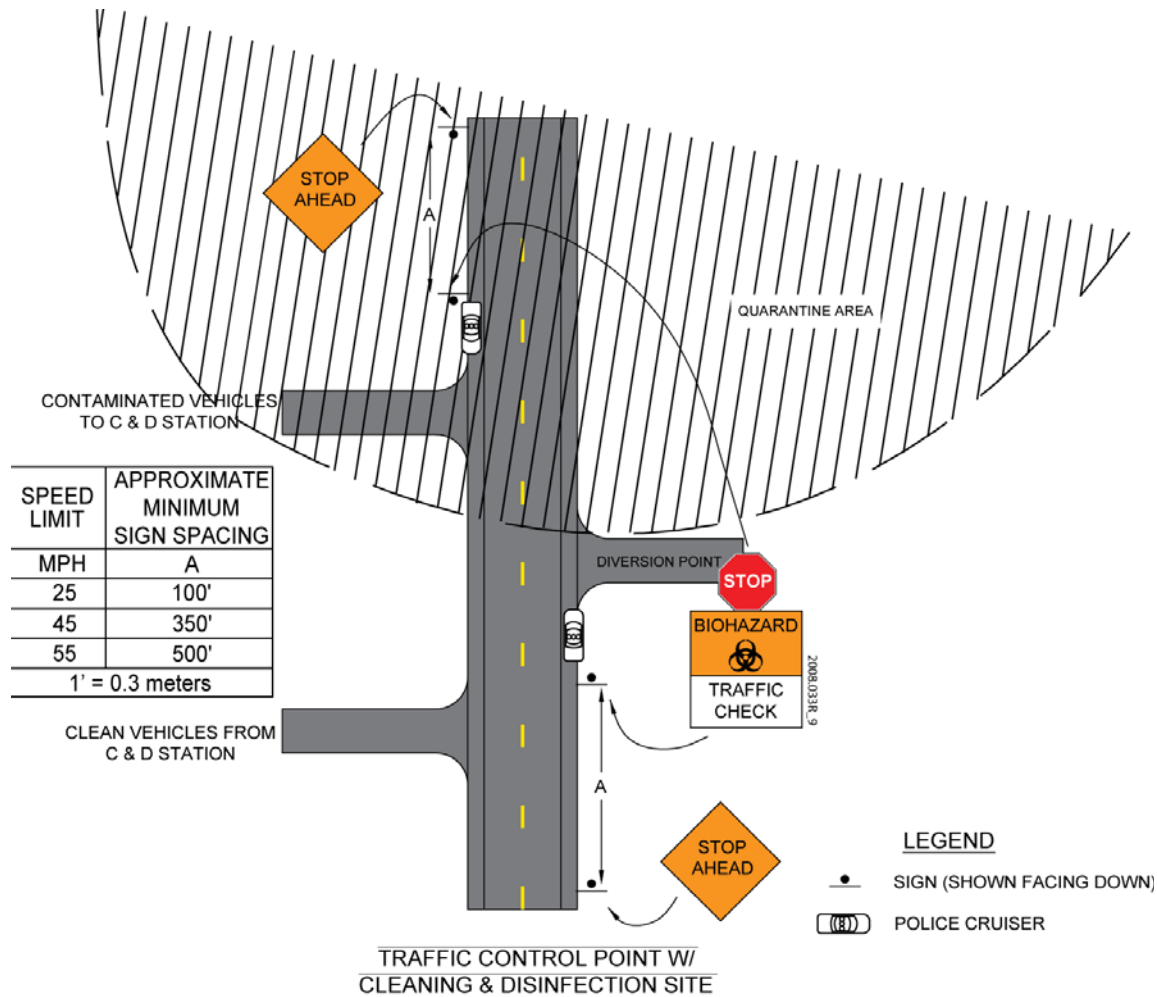 STOP
AHEAD
A
QUARANTINE AREA
CONTAMINATED VEHICLES
TO C & D STATION
SPEED
LIMIT
APPROXIMATE
MINIMUM
SIGN SPACING
MPH
A
25
100'
45
350'
55
500'
1' = 0.3 meters
DIVERSION POINT
STOP
BIOHAZARD
TRAFFIC
CHECK
2008.033R_9
CLEAN VEHICLES FROM
C & D STATION
A
STOP
AHEAD
LEGEND
SIGN (SHOWN FACING DOWN)
POLICE CRUISER
TRAFFIC CONTROL POINT W/
CLEANING & DISINFECTION SITE